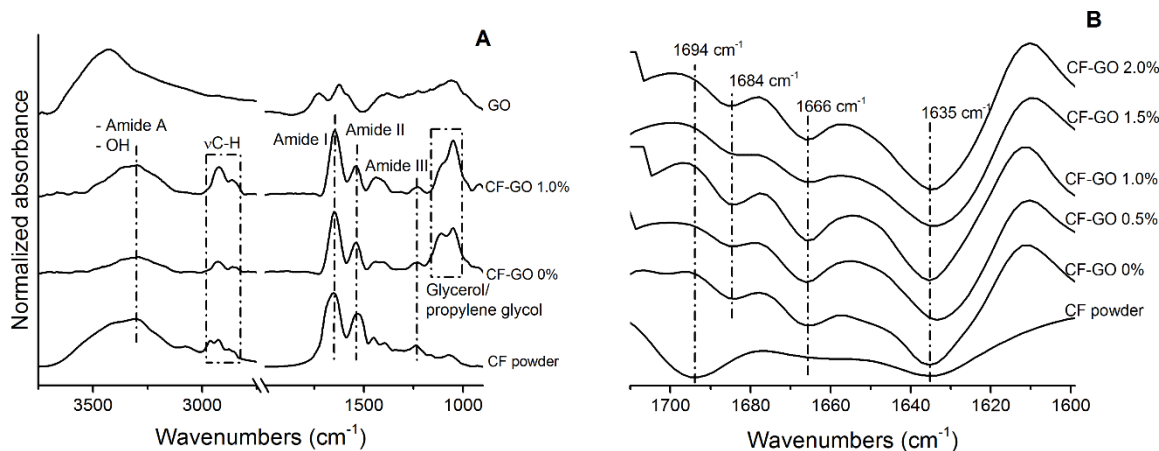 A
GO
- Amide A
- OH
νC-H
Amide I
Amide II
Amide III
CF-GO 1.0%
CF-GO 0%
Glycerol/
propylene glycol
CF powder
Normalized absorbance
3500
3000
1500
1000
Wavenumbers (cm⁻¹)
B
1694 cm⁻¹
1684 cm⁻¹
1666 cm⁻¹
1635 cm⁻¹
CF-GO 2.0%
CF-GO 1.5%
CF-GO 1.0%
CF-GO 0.5%
CF-GO 0%
CF powder
1700
1680
1660
1640
1620
1600
Wavenumbers (cm⁻¹)